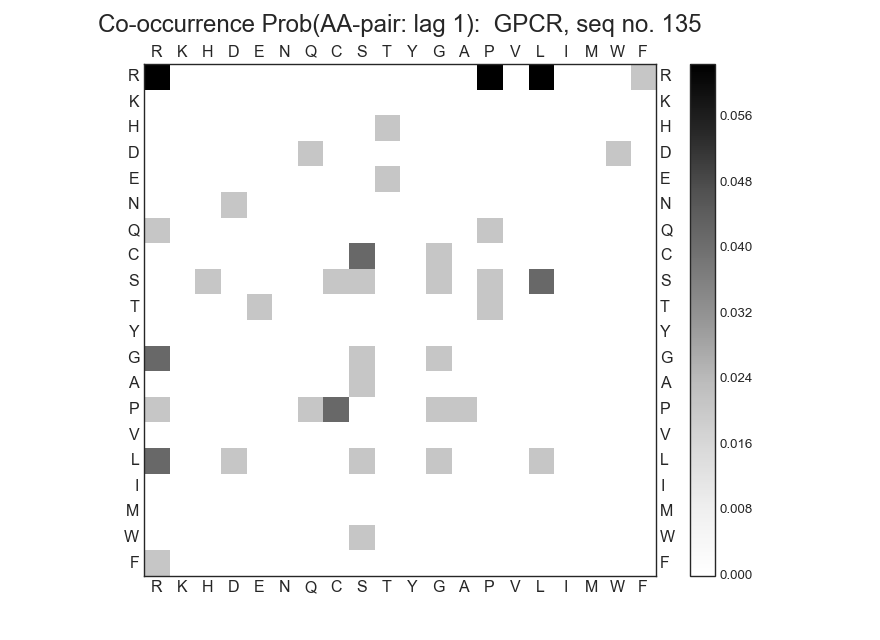 Co-occurrence Prob(AA-pair: lag 1):  GPCR, seq no. 135
R K H D E N Q C S T Y G A P V L I M W F
R R
K K
H H
D D
E E
N N
Q Q
C C
S S
T T
Y Y
G G
A A
P P
V V
L L
I I
M M
W W
F F
R K H D E N Q C S T Y G A P V L I M W F
0.056
0.048
0.040
0.032
0.024
0.016
0.008
0.000